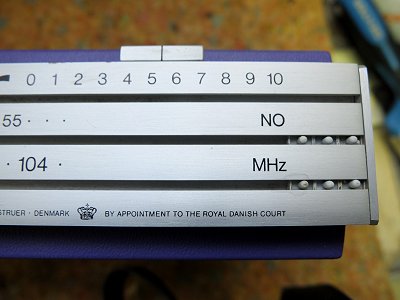 0 1 2 3 4 5 6 7 8 9 10
55 · · · NO
· 104 · MHz
STRUER · DENMARK BY APPOINTMENT TO THE ROYAL DANISH COURT